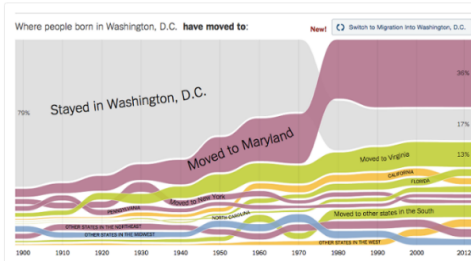 Where people born in Washington, D.C. have moved to:
New!
Switch to Migration Into Washington, D.C.
79%
Stayed in Washington, D.C.
Moved to Maryland
38%
17%
13%
Moved to Virginia
CALIFORNIA
FLORIDA
Moved to New York
PENNSYLVANIA
NORTH CAROLINA
Moved to other states in the South
OTHER STATES IN THE NORTHEAST
OTHER STATES IN THE MIDWEST
OTHER STATES IN THE WEST
1900 1910 1920 1930 1940 1950 1960 1970 1980 1990 2000